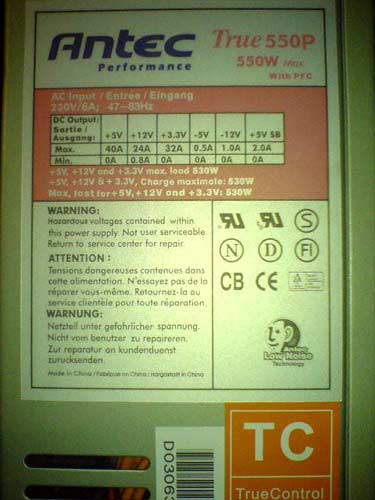 Antec
Performance
True 550P
550W Max.
With PFC
AC Input / Entrée / Eingang
230V/6A; 47-63Hz
DC Output/ Sortie / Ausgang: +5V +12V +3.3V -5V -12V +5V SB
Max. 40A 24A 32A 0.5A 1.0A 2.0A
Min. 0A 0.8A 0A 0A 0A 0A
+5V, +12V and +3.3V max. load 530W
+5V, +12V & + 3.3V, Charge maximale: 530W
Max. last for+5V, +12V and +3.3V: 530W
WARNING:
Hazardous voltages contained within
this power supply. Not user serviceable.
Return to service center for repair.
ATTENTION :
Tensions dangereuses contenues dans
cette alimentation. N'essayez pas de la
réparer vous-même. Retournez-la au
service clientèle pour toute réparation.
WARNUNG:
Netzteil unter gefahrlicher spannung.
Nicht vom benutzer zu repaireren.
Zur reparatur an kundenduenst
zurucksenden.
Made in China / Fabrique en China / Hargistallt in China
N D S FI
CB CE
Low Noise
Technology
D0306
TC
TrueControl